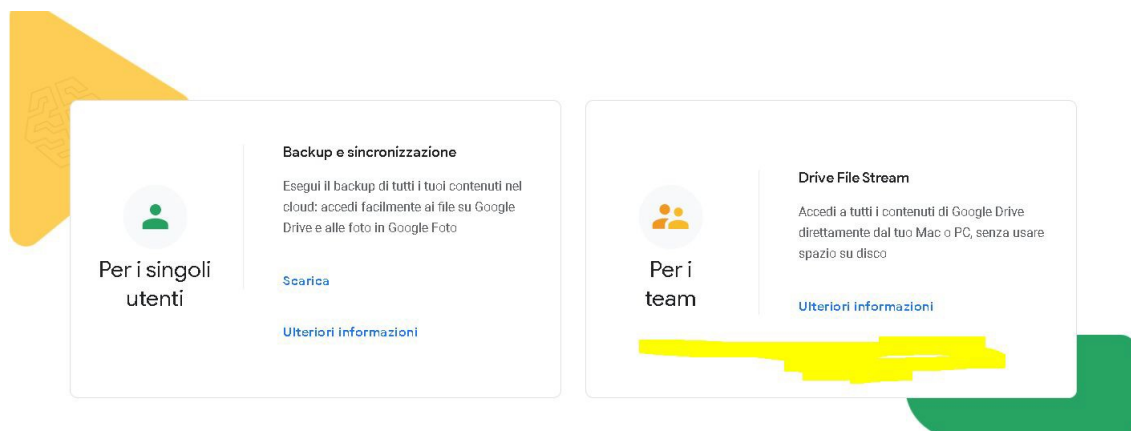 Backup e sincronizzazione
Esegui il backup di tutti i tuoi contenuti nel
cloud: accedi facilmente ai file su Google
Drive e alle foto in Google Foto
Per i singoli
utenti
Scarica
Ulteriori informazioni
Drive File Stream
Accedi a tutti i contenuti di Google Drive
direttamente dal tuo Mac o PC, senza usare
spazio su disco
Per i
team
Ulteriori informazioni